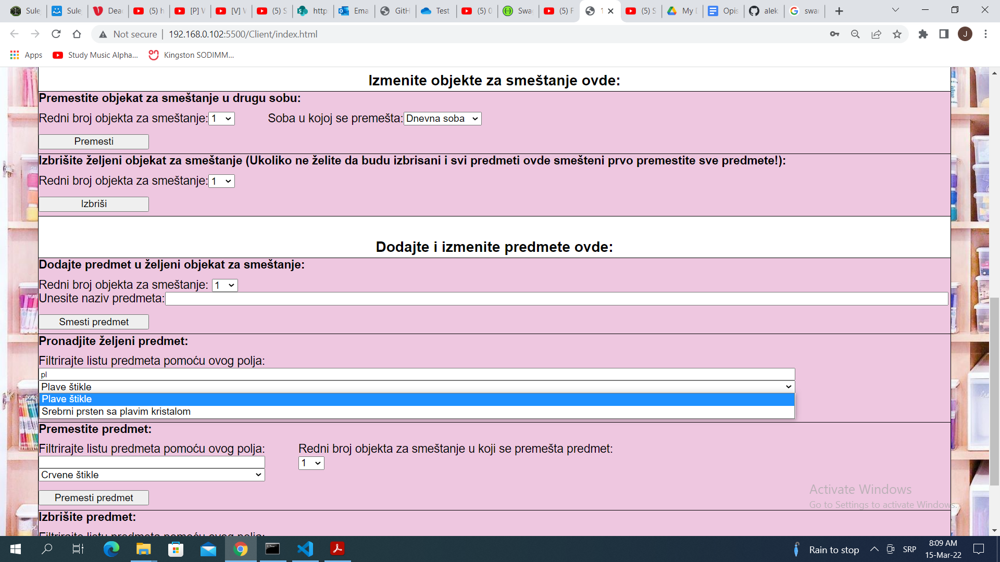 Sule
Sule
Dead
(5) h
[P] V
[V] V
(5) S
http
Ema
GitH
Test
(5) 0
Swa
(5) F
1
(5) S
My D
Opis
alek
swa
Not secure
192.168.0.102:5500/Client/index.html
J
Apps
Study Music Alpha...
Kingston SODIMM...
Izmenite objekte za smeštanje ovde:
Premestite objekat za smeštanje u drugu sobu:
Redni broj objekta za smeštanje: 1 Soba u kojoj se premešta: Dnevna soba
Premesti
Izbrišite željeni objekat za smeštanje (Ukoliko ne želite da budu izbrisani i svi predmeti ovde smešteni prvo premestite sve predmete!):
Redni broj objekta za smeštanje: 1
Izbriši
Dodajte i izmenite predmete ovde:
Dodajte predmet u željeni objekat za smeštanje:
Redni broj objekta za smeštanje: 1
Unesite naziv predmeta:
Smesti predmet
Pronadjite željeni predmet:
Filtrirajte listu predmeta pomoću ovog polja:
pl
Plave štikle
Plave štikle
Srebrni prsten sa plavim kristalom
Premestite predmet:
Filtrirajte listu predmeta pomoću ovog polja: Redni broj objekta za smeštanje u koji se premešta predmet:
1
Crvene štikle
Premesti predmet
Activate Windows
Go to Settings to activate Windows.
Izbrišite predmet:
Filtrirajte listu predmeta pomoću ovog polja:
Rain to stop
SRP
8:09 AM
15-Mar-22